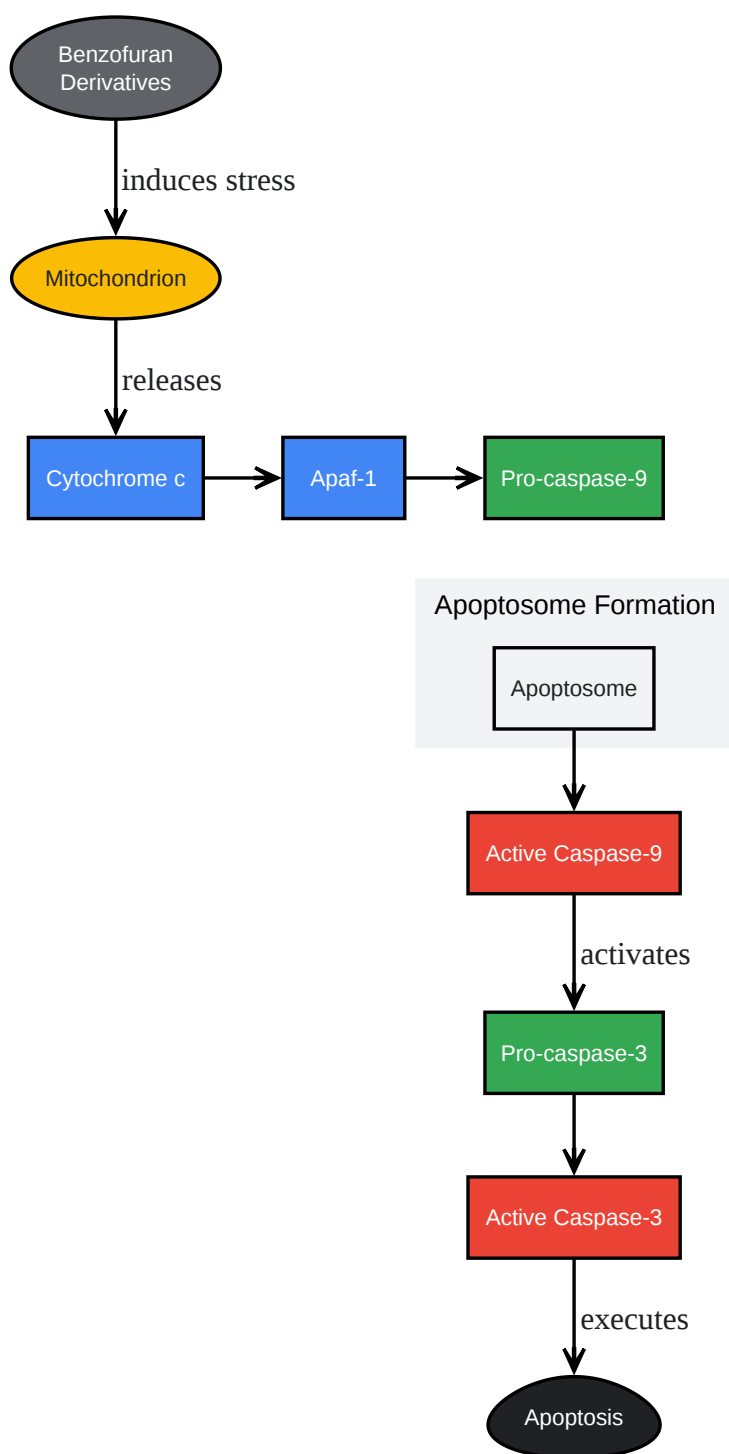 Benzofuran
Derivatives
induces stress
Mitochondrion
releases
Cytochrome c
Apaf-1
Pro-caspase-9
Apoptosome Formation
Apoptosome
Active Caspase-9
activates
Pro-caspase-3
Active Caspase-3
executes
Apoptosis